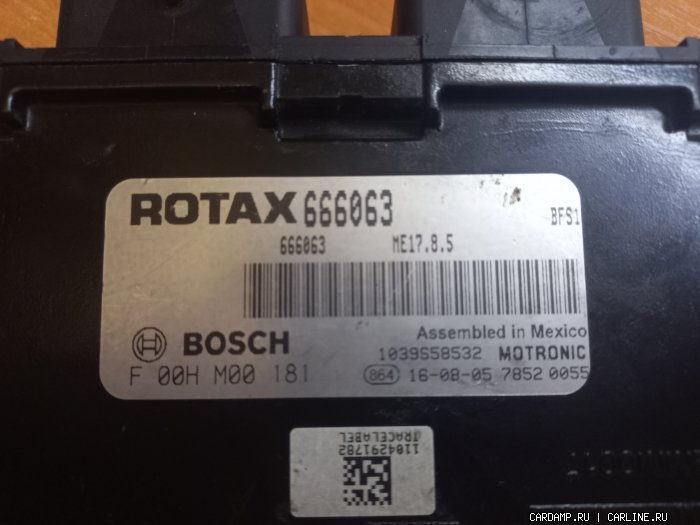 ROTAX 666063
BFS1
666063 ME17.8.5
Assembled in Mexico
BOSCH 1039S58532 MOTRONIC
F 00H M00 181 864 16-08-05 7852 0055
1104291782
TRACELABEL
CARDAMP.RU | CARLINE.RU